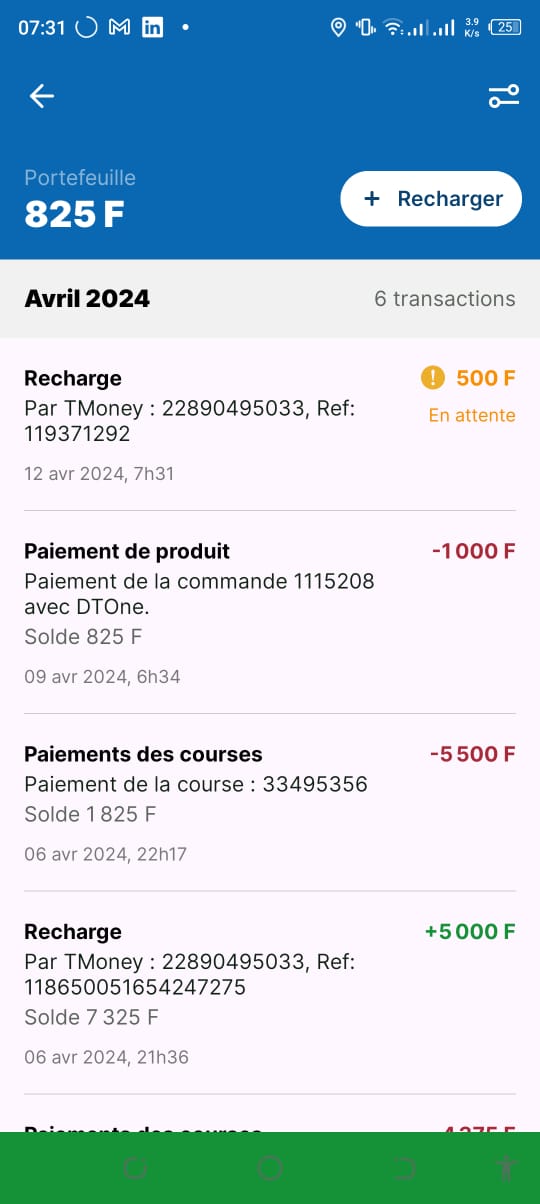 07:31
3.9
K/s
25
Portefeuille
825 F
+ Recharger
Avril 2024
6 transactions
Recharge
! 500 F
Par TMoney : 22890495033, Ref:
119371292
En attente
12 avr 2024, 7h31
Paiement de produit
-1 000 F
Paiement de la commande 1115208
avec DTOne.
Solde 825 F
09 avr 2024, 6h34
Paiements des courses
-5 500 F
Paiement de la course : 33495356
Solde 1 825 F
06 avr 2024, 22h17
Recharge
+5 000 F
Par TMoney : 22890495033, Ref:
118650051654247275
Solde 7 325 F
06 avr 2024, 21h36
Paiements des courses